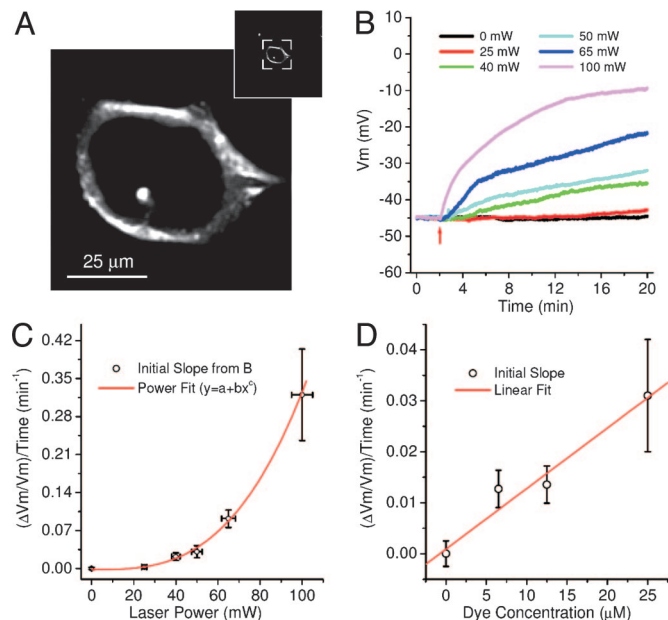 A
25 μm
B
0 mW
25 mW
40 mW
50 mW
65 mW
100 mW
Vm (mV)
10
0
-10
-20
-30
-40
-50
-60
0
4
8
12
16
20
Time (min)
C
Initial Slope from B
Power Fit (y=a+bxᶜ)
(ΔVm/Vm)/Time (min⁻¹)
0.42
0.35
0.28
0.21
0.14
0.07
0.00
0
20
40
60
80
100
Laser Power (mW)
D
Initial Slope
Linear Fit
(ΔVm/Vm)/Time (min⁻¹)
0.04
0.03
0.02
0.01
0.00
0
5
10
15
20
25
Dye Concentration (μM)